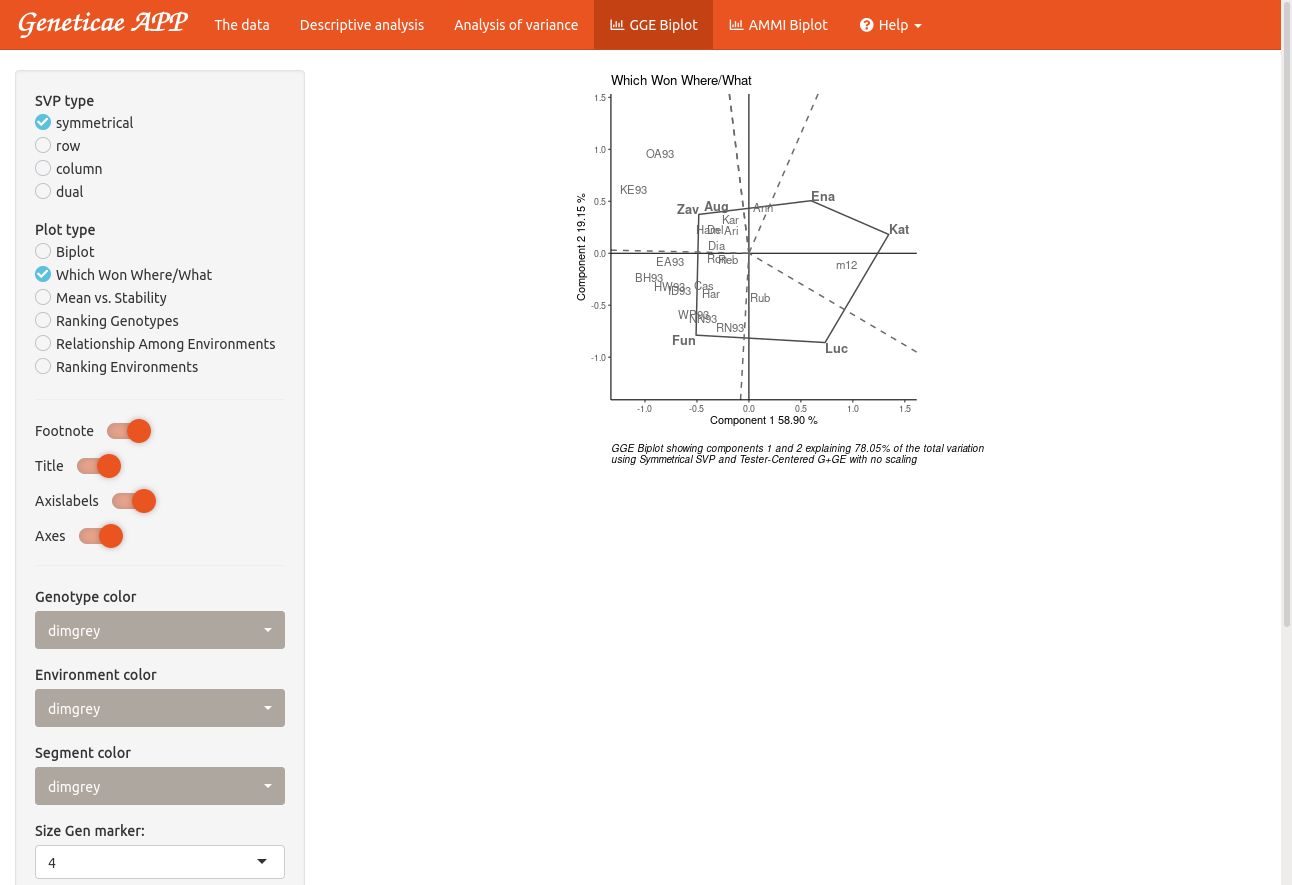 Geneticae APP
The data
Descriptive analysis
Analysis of variance
GGE Biplot
AMMI Biplot
Help
SVP type
symmetrical
row
column
dual
Plot type
Biplot
Which Won Where/What
Mean vs. Stability
Ranking Genotypes
Relationship Among Environments
Ranking Environments
Footnote
Title
Axislabels
Axes
Genotype color
dimgrey
Environment color
dimgrey
Segment color
dimgrey
Size Gen marker:
4
Which Won Where/What
Component 2 19.15 %
1.5
1.0
0.5
0.0
-0.5
-1.0
OA93
KE93
Zav
Aug
Ann
Ena
Kar
Ham
Del
Ari
Kat
Dia
Ron
Reb
EA93
m12
BH93
HW93
ID93
Cas
Har
Rub
WP93
NN93
RN93
Fun
Luc
-1.0
-0.5
0.0
0.5
1.0
1.5
Component 1 58.90 %
GGE Biplot showing components 1 and 2 explaining 78.05% of the total variation
using Symmetrical SVP and Tester-Centered G+GE with no scaling